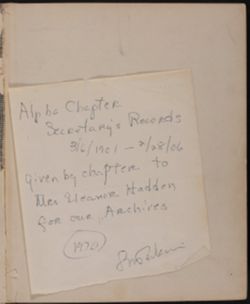 Alpha Chapter
Secretary's Records
3/6/1901 - 2/28/06
given by chapter to
Mrs Eleanor Hadden
for our Archives
1970